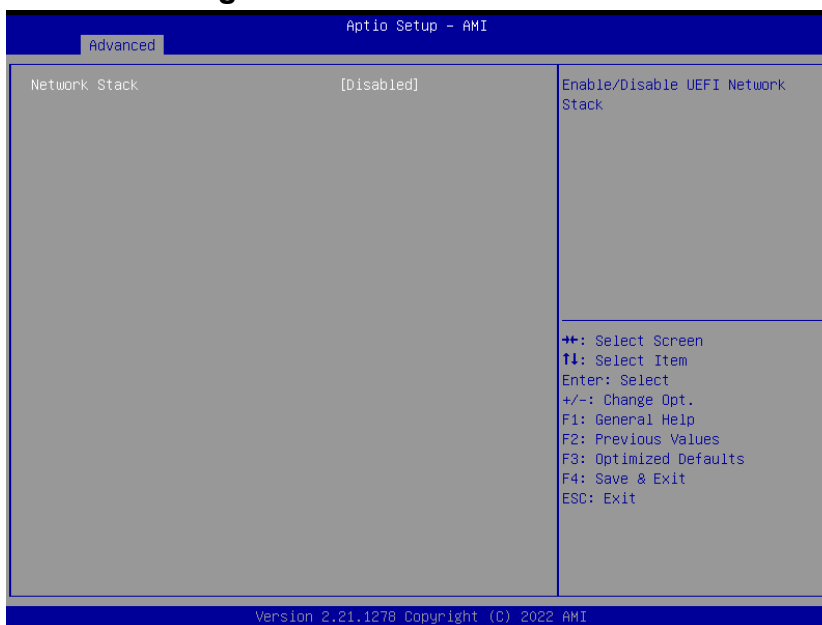 Aptio Setup – AMI
Advanced
Network Stack [Disabled]
Enable/Disable UEFI Network
Stack
→←: Select Screen
↑↓: Select Item
Enter: Select
+/-: Change Opt.
F1: General Help
F2: Previous Values
F3: Optimized Defaults
F4: Save & Exit
ESC: Exit
Version 2.21.1278 Copyright (C) 2022 AMI